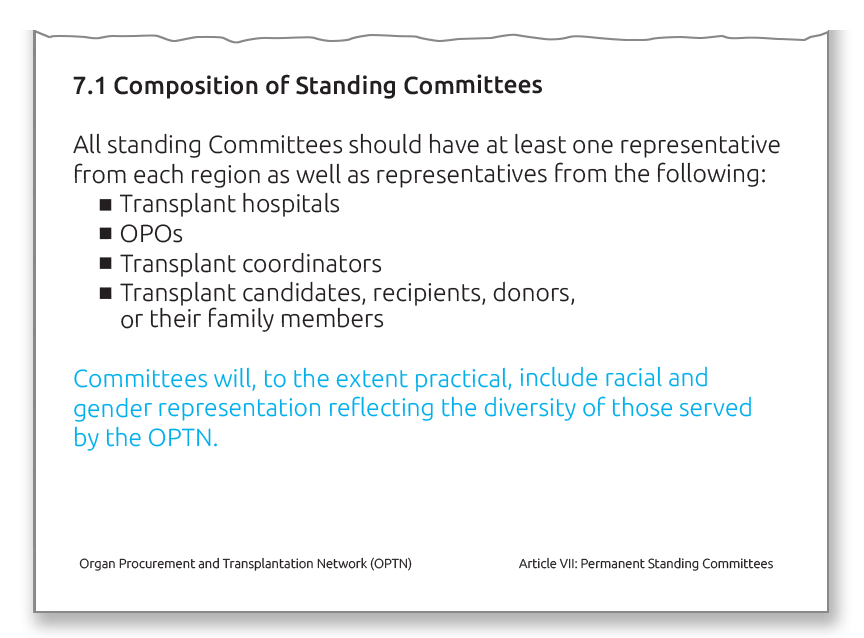 7.1 Composition of Standing Committees
All standing Committees should have at least one representative
from each region as well as representatives from the following:
■ Transplant hospitals
■ OPOs
■ Transplant coordinators
■ Transplant candidates, recipients, donors,
or their family members
Committees will, to the extent practical, include racial and
gender representation reflecting the diversity of those served
by the OPTN.
Organ Procurement and Transplantation Network (OPTN)
Article VII: Permanent Standing Committees